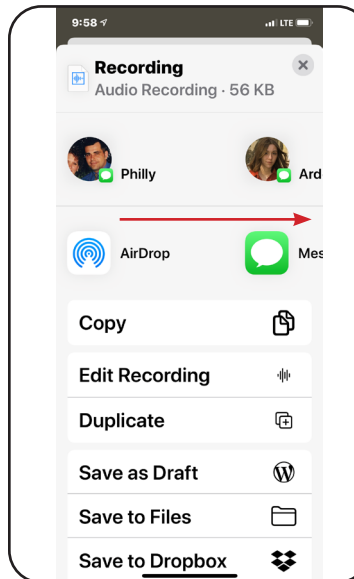 9:58
LTE
Recording
Audio Recording · 56 KB
Philly
Ard
AirDrop
Mes
Copy
Edit Recording
Duplicate
Save as Draft
Save to Files
Save to Dropbox